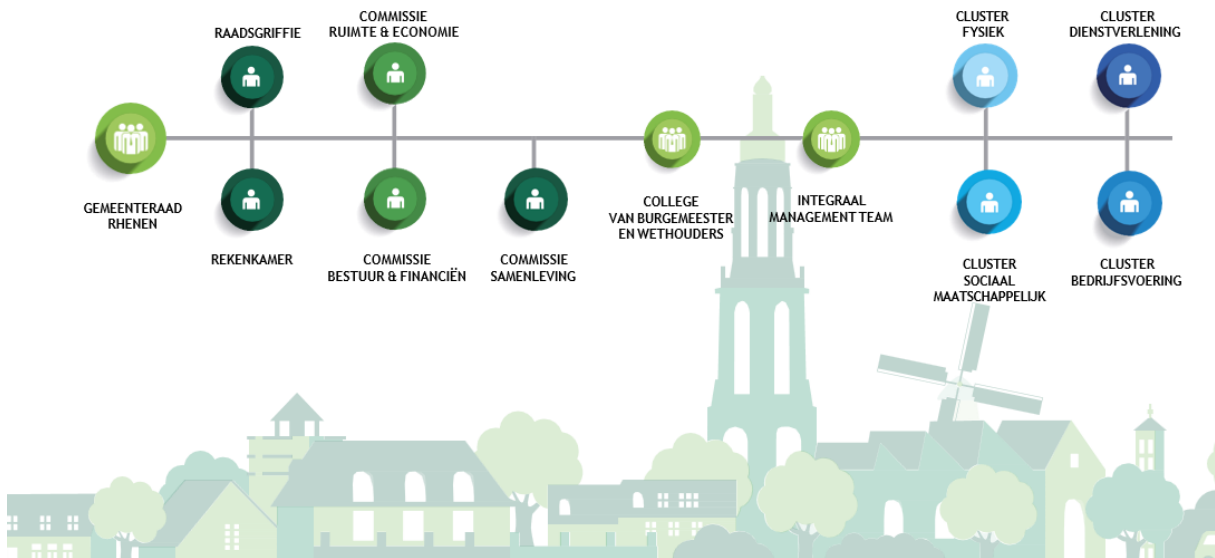 RAADSGRIFFIE
COMMISSIE
RUIMTE & ECONOMIE
CLUSTER
FYSIEK
CLUSTER
DIENSTVERLENING
GEMEENTERAAD
RHENEN
REKENKAMER
COMMISSIE
BESTUUR & FINANCIËN
COMMISSIE
SAMENLEVING
COLLEGE
VAN BURGEMEESTER
EN WETHOUDERS
INTEGRAAL
MANAGEMENT TEAM
CLUSTER
SOCIAAL
MAATSCHAPPELIJK
CLUSTER
BEDRIJFSVOERING